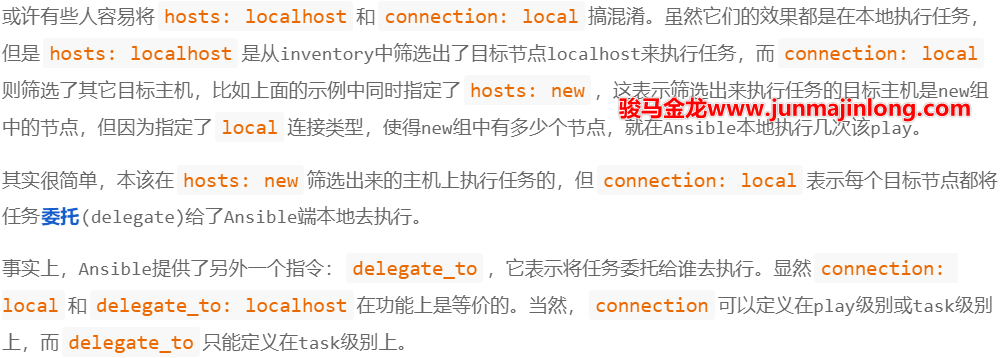 或许有些人容易将 hosts: localhost 和 connection: local 搞混淆。虽然它们的效果都是在本地执行任务，
但是 hosts: localhost 是从inventory中筛选出了目标节点localhost来执行任务，而 connection: local
则筛选了其它目标主机，比如上面的示例中同时指定了 hosts: new ，这表示筛选出来执行任务的目标主机是new组
骏马金龙www.junmajinlong.com
中的节点，但因为指定了 local 连接类型，使得new组中有多少个节点，就在Ansible本地执行几次该play。
其实很简单，本该在 hosts: new 筛选出来的主机上执行任务的，但 connection: local 表示每个目标节点都将
任务委托(delegate)给了Ansible端本地去执行。
事实上，Ansible提供了另外一个指令： delegate_to ，它表示将任务委托给谁去执行。显然 connection:
local 和 delegate_to: localhost 在功能上是等价的。当然， connection 可以定义在play级别或task级别
上，而 delegate_to 只能定义在task级别上。